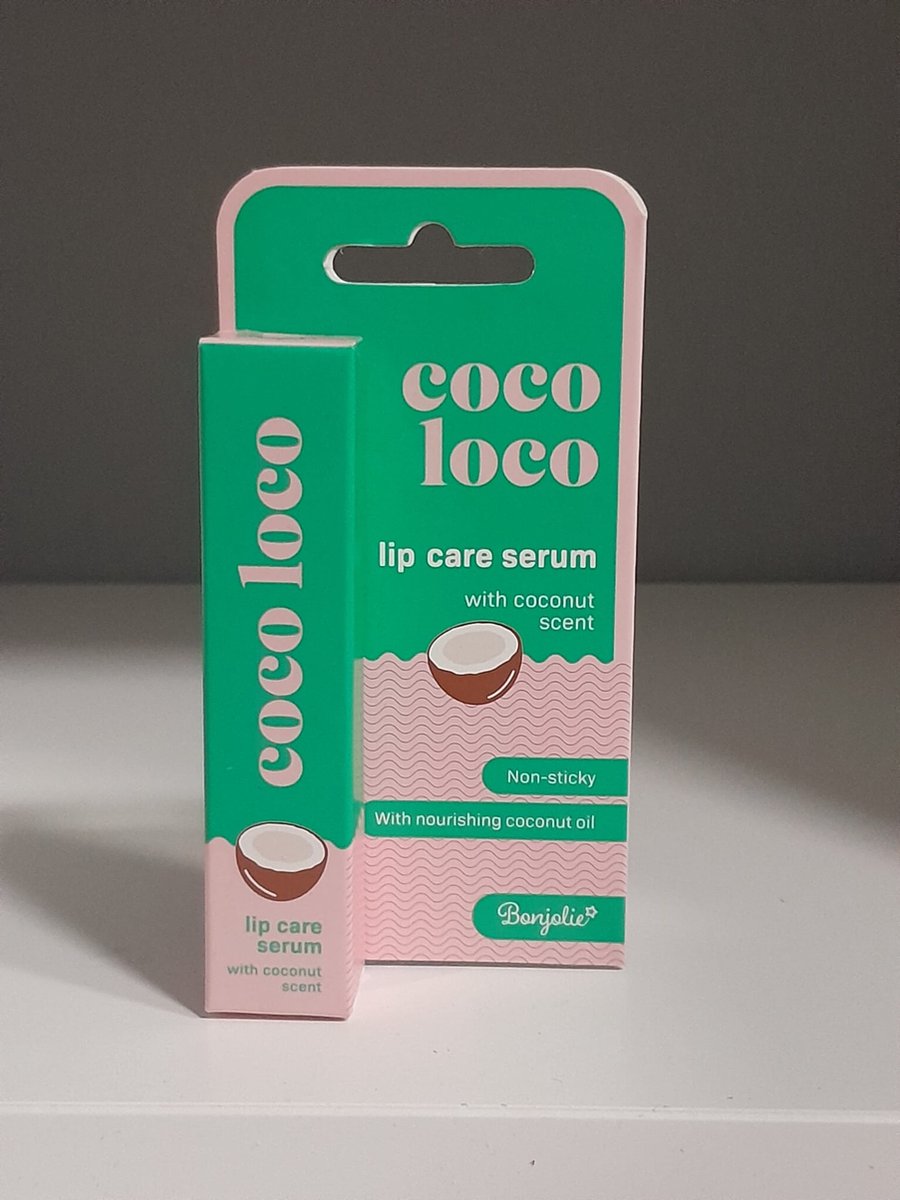 coco loco
lip care
serum
with coconut
scent
coco
loco
lip care serum
with coconut
scent
Non-sticky
With nourishing coconut oil
Bonjolie